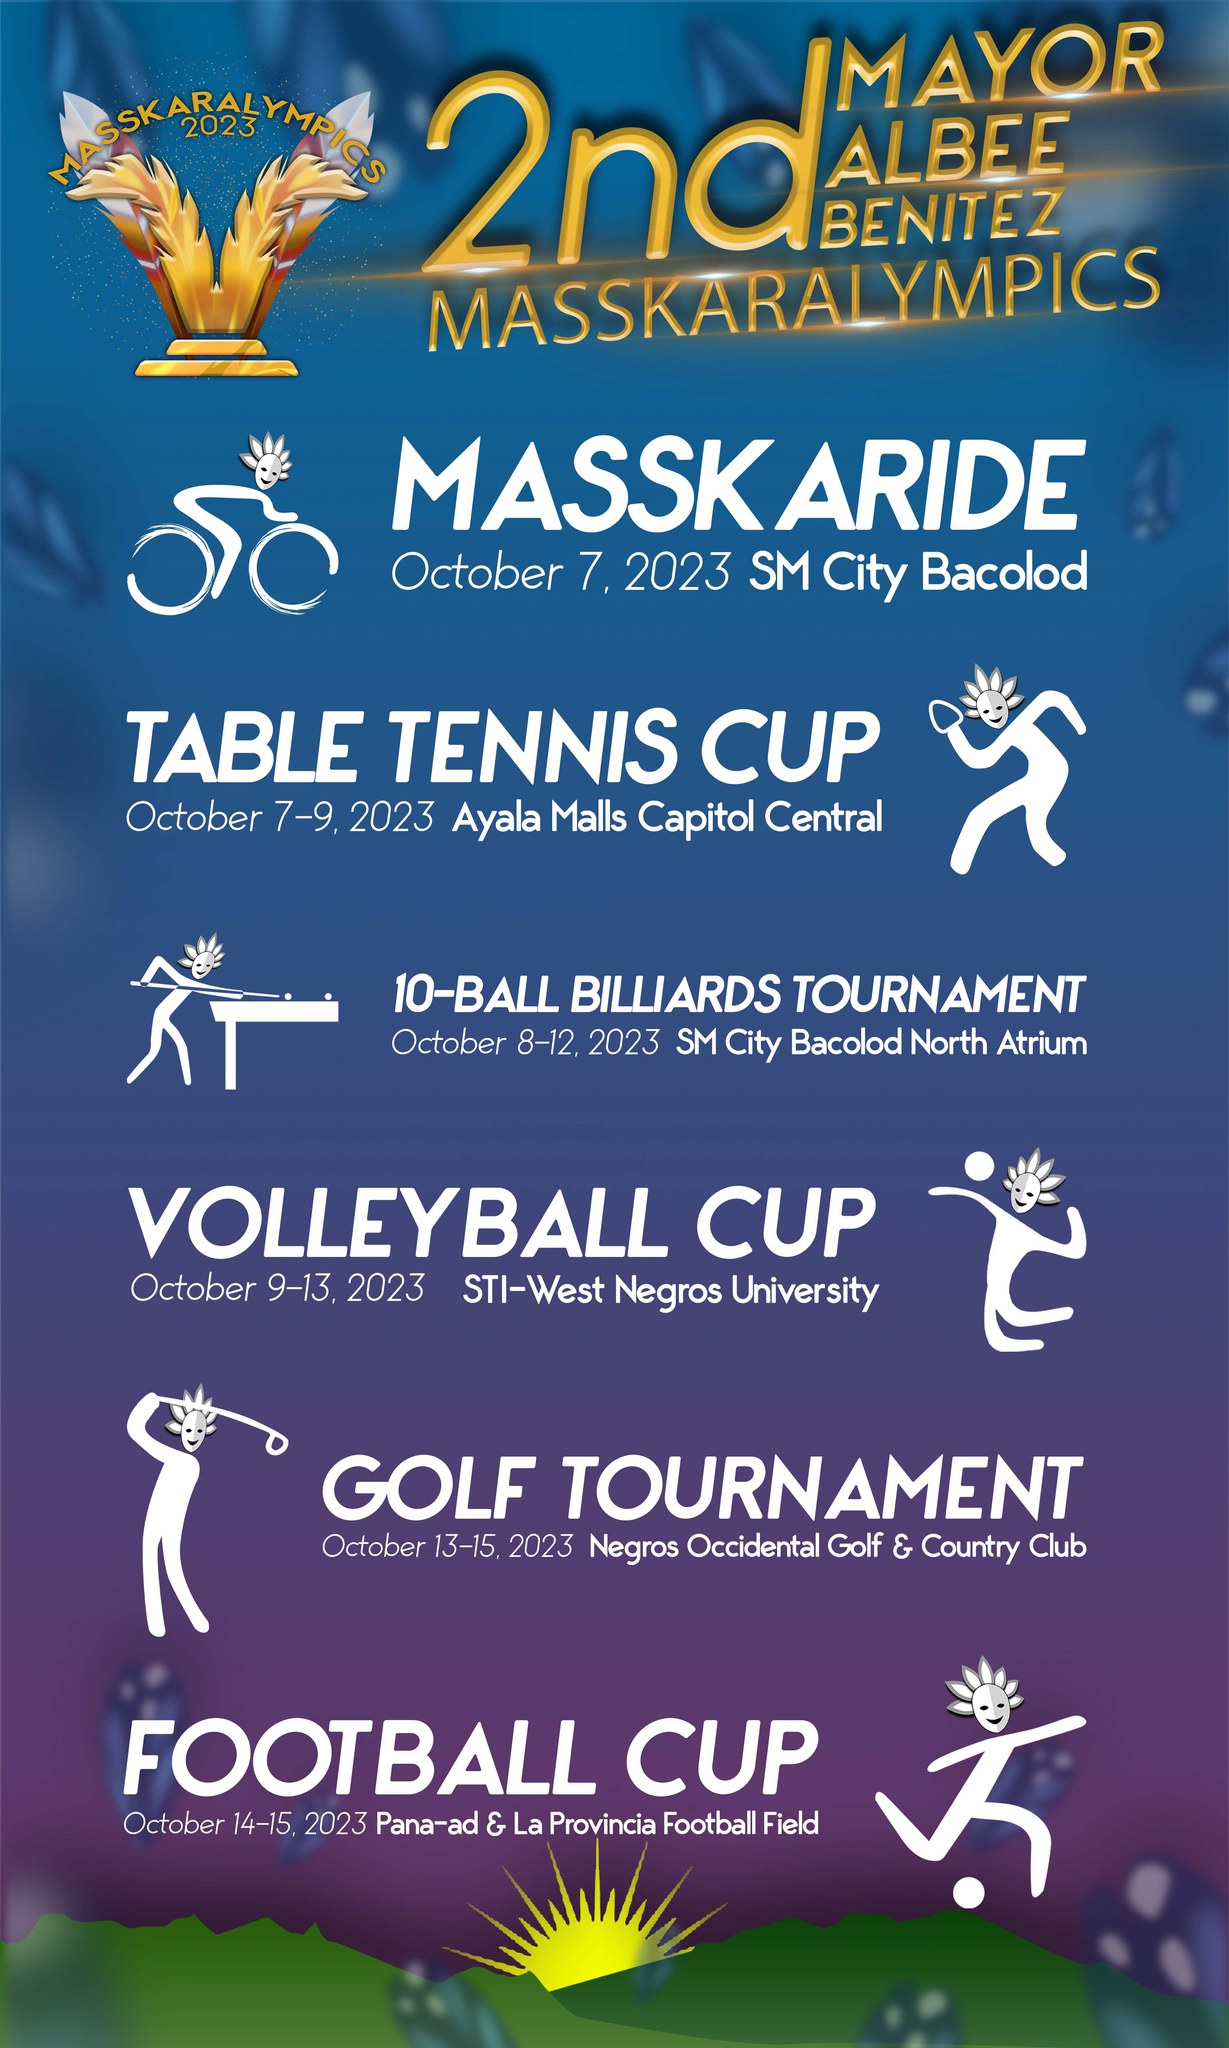 MASSKARALYMPICS
2023
2nd
MAYOR
ALBEE
BENITEZ
MASSKARALYMPICS
MASSKARIDE
October 7, 2023 SM City Bacolod
TABLE TENNIS CUP
October 7-9, 2023 Ayala Malls Capitol Central
10-BALL BILLIARDS TOURNAMENT
October 8-12, 2023 SM City Bacolod North Atrium
VOLLEYBALL CUP
October 9-13, 2023 STI-West Negros University
GOLF TOURNAMENT
October 13-15, 2023 Negros Occidental Golf & Country Club
FOOTBALL CUP
October 14-15, 2023 Pana-ad & La Provincia Football Field